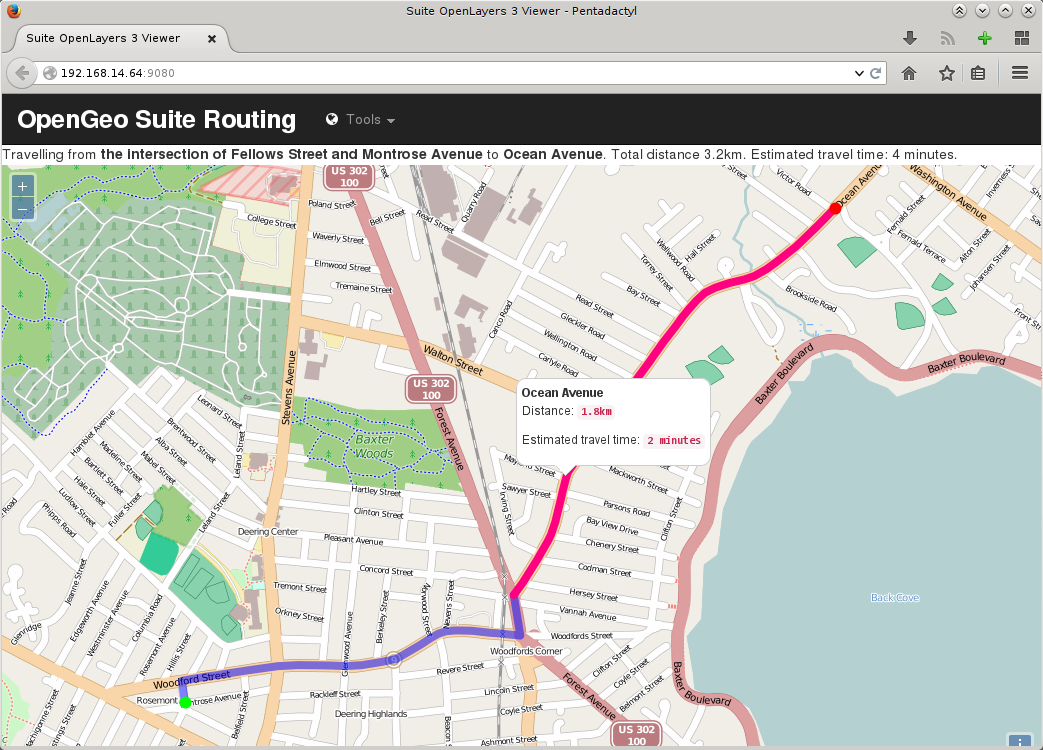 Suite OpenLayers 3 Viewer - Pentadactyl
Suite OpenLayers 3 Viewer
192.168.14.64:9080
OpenGeo Suite Routing
Tools
Travelling from the intersection of Fellows Street and Montrose Avenue to Ocean Avenue. Total distance 3.2km. Estimated travel time: 4 minutes.
+
−
US 302
100
Poland Street
Bell Street
Read Street
Quarry Road
Victor Road
Ocean Avenue
Washington Avenue
Inverness Street
College Street
Waverly Street
Elmwood Street
Tremaine Street
Wellwood Road
Hall Street
Torrey Street
Fernald Street
Fernald Terrace
Alton Street
Johansen Street
Bay Street
Brookside Road
Read Street
Gleckler Road
Wellington Road
Carlyle Road
Canco Road
Front St
Walton Street
Stevens Avenue
Baxter Boulevard
Baxter Boulevard
US 302
100
Forest Avenue
Ocean Avenue
Distance: 1.8km
Estimated travel time: 2 minutes
Leonard Street
Hamblet Avenue
Brentwood Street
Alba Street
Madeline Street
Mabel Street
Bartlett Street
Hale Street
Ludlow Street
Fuller Street
Phipps Road
Leland Street
Leland Street
Baxter
Woods
Hartley Street
Clinton Street
Deering Center
Pleasant Avenue
Concord Street
Sawyer Street
Irving Street
Mackworth Street
Parsons Road
Bay View Drive
Clifton Street
Chenery Street
Codman Street
Hersey Street
Vannah Avenue
Woodfords Street
Woodfords Corner
Back Cove
Jeanne Street
Edgeworth Avenue
Westminster Avenue
Columbia Road
Rosemont Avenue
Hillis Street
Glenridge
Tremont Street
Orkney Street
Glenwood Avenue
Berkeley Street
Norwood Street
Nevens Street
Revere Street
Woodford Street
Rosemont
trose Avenue
Belfield Street
Rackleff Street
Deering Highlands
Lincoln Street
Coyle Street
Ashmont Street
Forest Avenue
Clifton Street
Coyle Street
Belmont Street
Baxter Boulevard
US 302
100
i